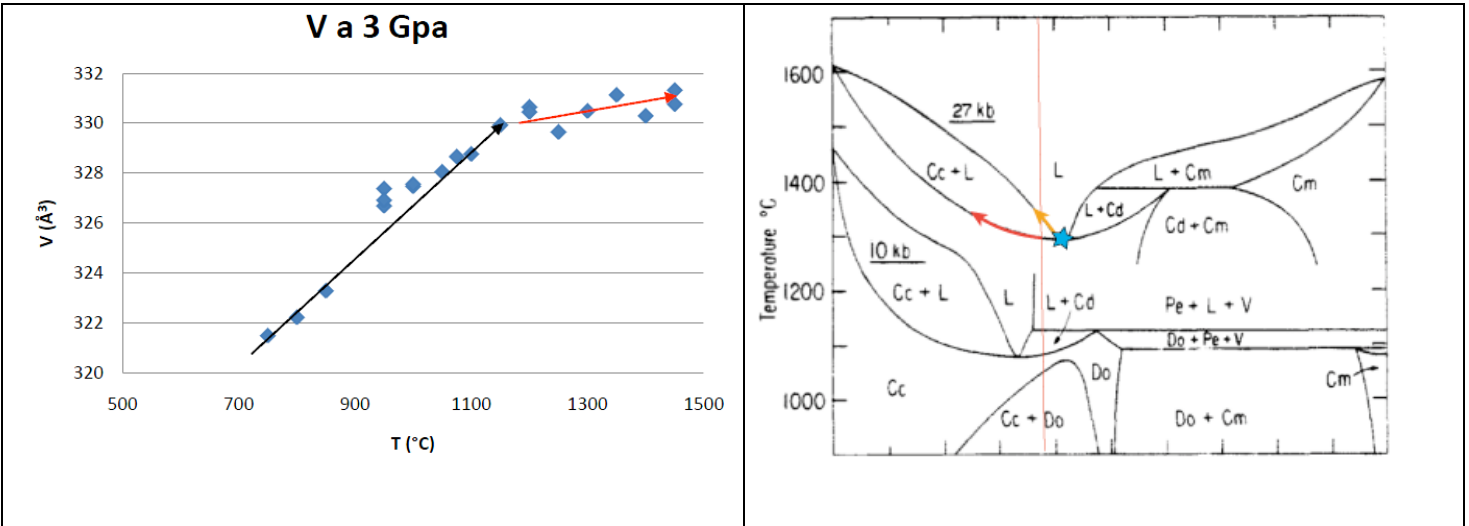 V a 3 Gpa
332
330
328
326
324
322
320
V (Å³)
500 700 900 1100 1300 1500
T (°C)
1600
1400
1200
1000
Temperature °C
27 kb
Cc + L
L
L + Cm
Cm
L + Cd
Cd + Cm
10 kb
Cc + L
L
L + Cd
Pe + L + V
Do + Pe + V
Cc
Do
Cm
Cc + Do
Do + Cm